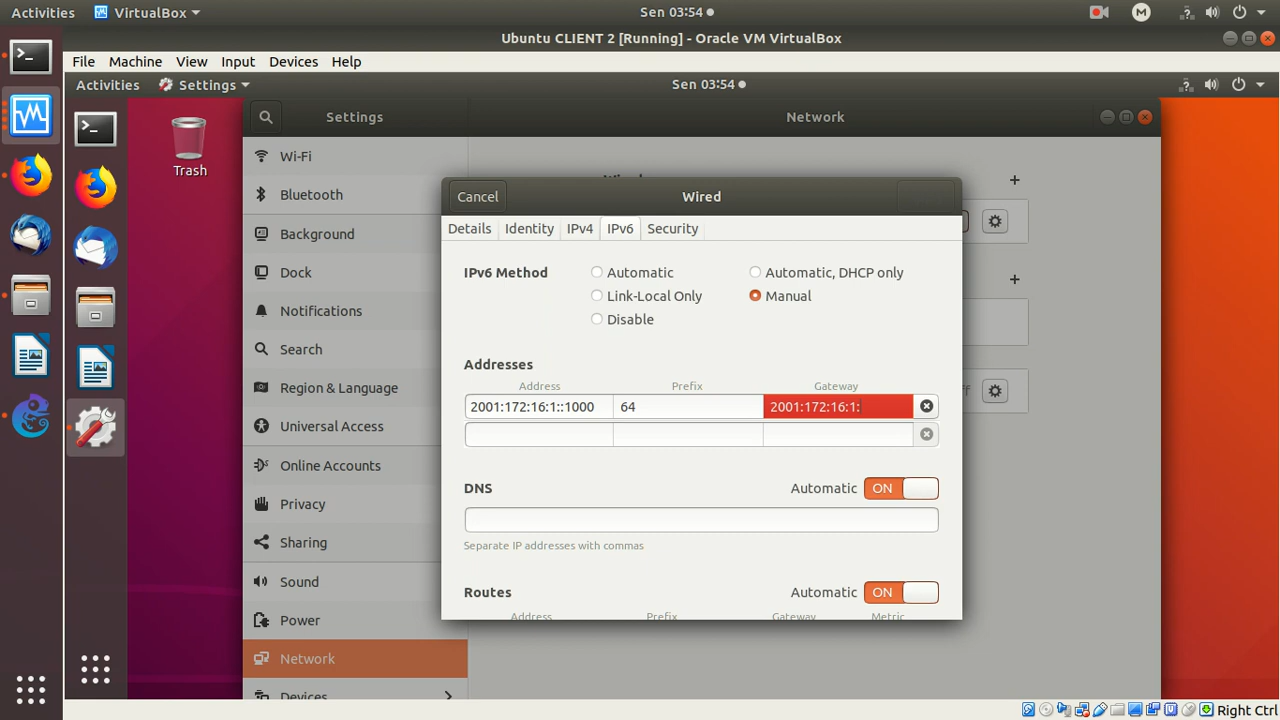 Activities VirtualBox Sen 03:54
Ubuntu CLIENT 2 [Running] - Oracle VM VirtualBox
File Machine View Input Devices Help
Activities Settings Sen 03:54
Settings Network
Trash
Wi-Fi
Bluetooth
Background
Dock
Notifications
Search
Region & Language
Universal Access
Online Accounts
Privacy
Sharing
Sound
Power
Network
Devices
Cancel Wired
Details Identity IPv4 IPv6 Security
IPv6 Method Automatic Automatic, DHCP only
Link-Local Only Manual
Disable
Addresses
Address Prefix Gateway
2001:172:16:1::1000 64 2001:172:16:1:
DNS Automatic ON
Separate IP addresses with commas
Routes Automatic ON
Address Prefix Gateway Metric
Right Ctrl